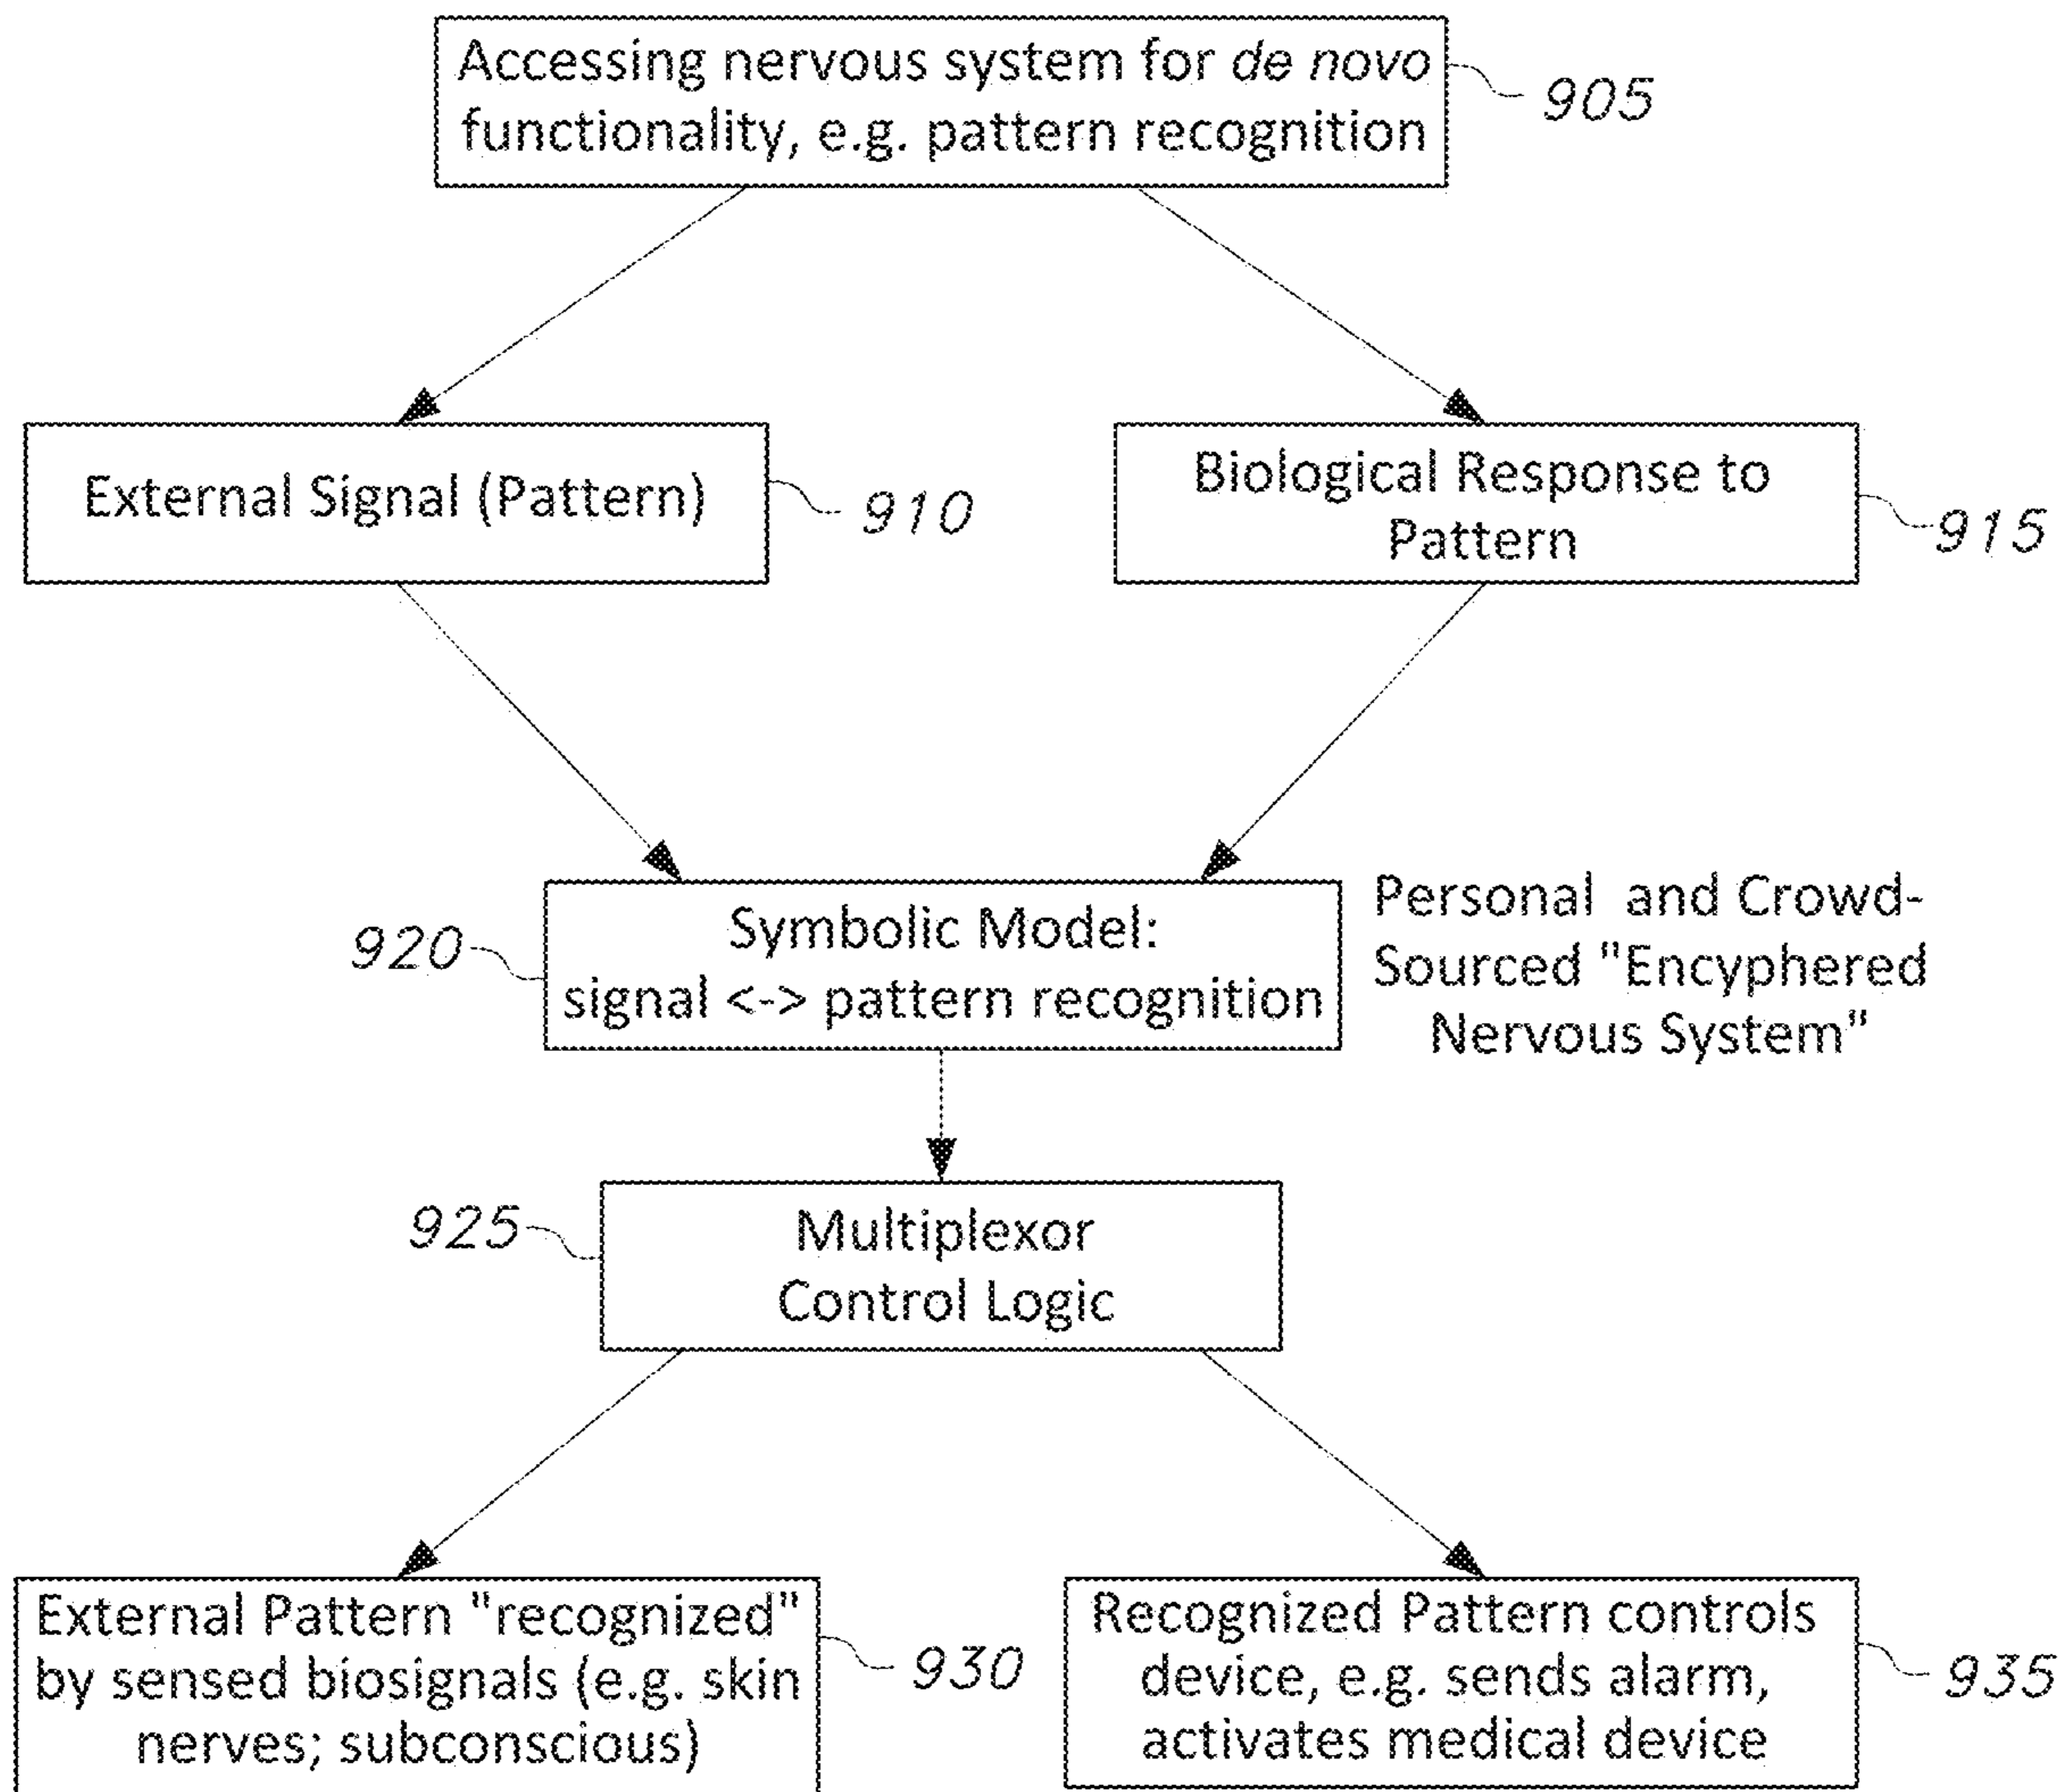 Accessing nervous system for de novo
functionality, e.g. pattern recognition
905
External Signal (Pattern)
910
Biological Response to
Pattern
915
920
Symbolic Model:
signal <-> pattern recognition
Personal and Crowd-
Sourced "Encyphered
Nervous System"
925
Multiplexor
Control Logic
External Pattern "recognized"
by sensed biosignals (e.g. skin
nerves; subconscious)
930
Recognized Pattern controls
device, e.g. sends alarm,
activates medical device
935